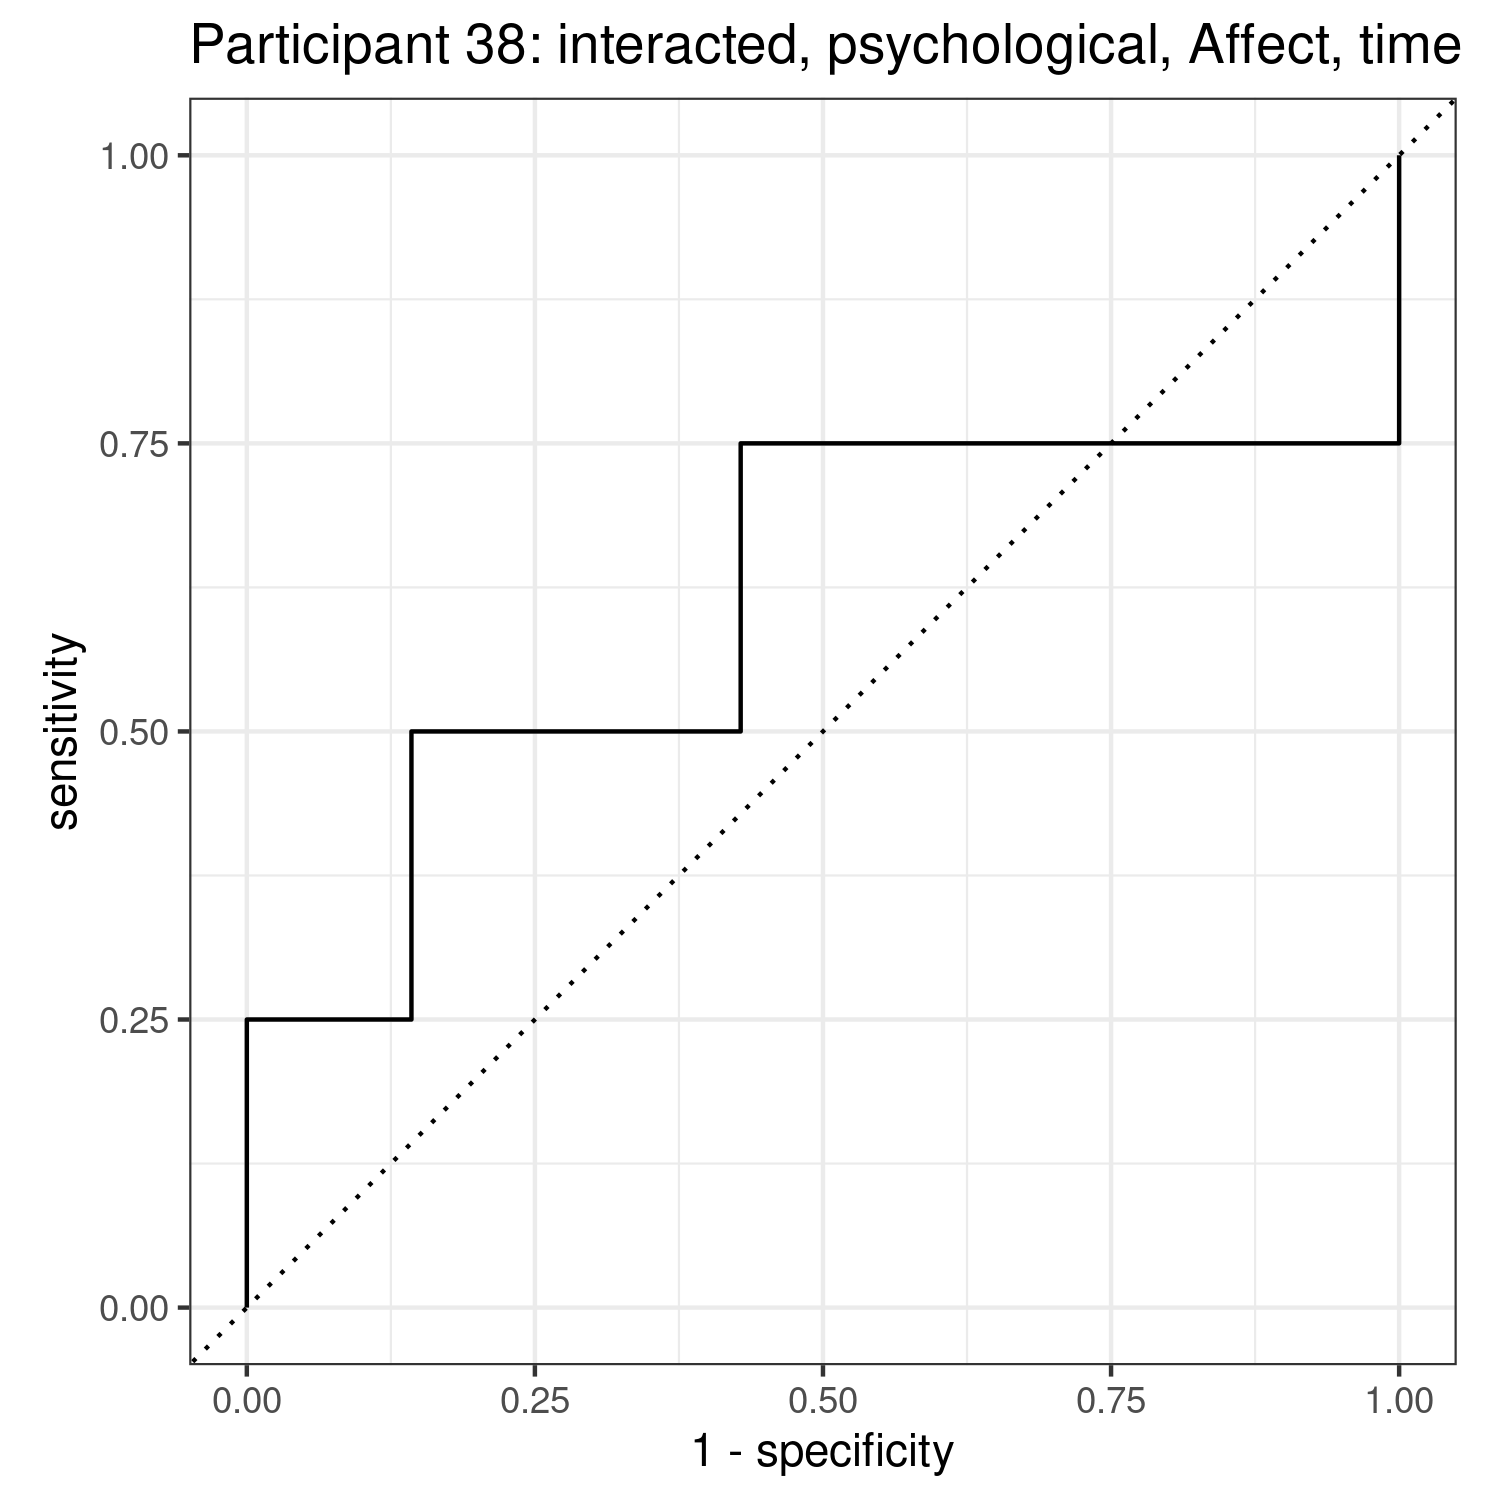 Participant 38: interacted, psychological, Affect, time
1.00
0.75
0.50
0.25
0.00
sensitivity
0.00 0.25 0.50 0.75 1.00
1 - specificity